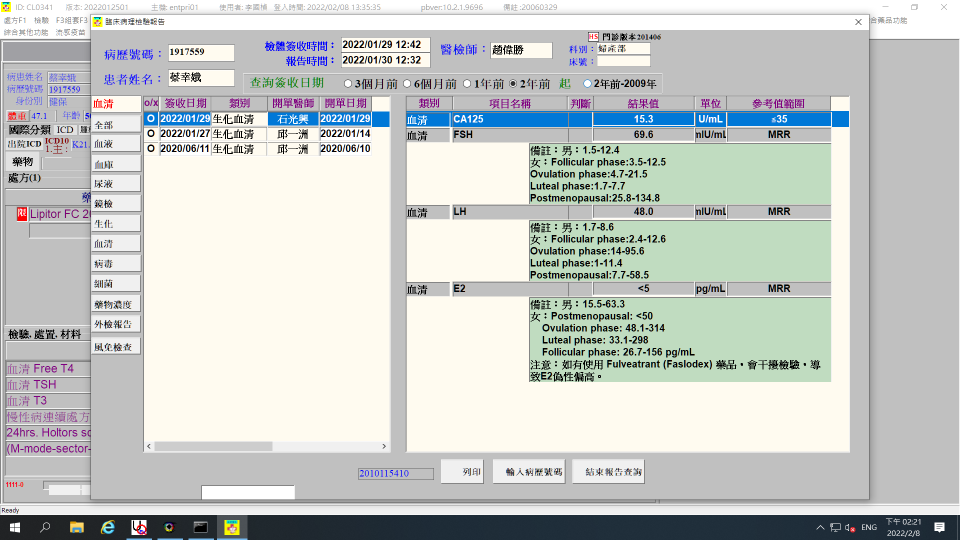 ID: CL0341 版本: 2022012501 主檔: entpri01 使用者: 李國楨 登入時間: 2022/02/08 13:35:35 pbver:10.2.1.9696 備註 :20060329
處方F1 檢驗 F3組套F3
綜合其他功能 流感疫苗
臨床病理檢驗報告
病歷號碼： 1917559
檢體簽收時間： 2022/01/29 12:42
報告時間： 2022/01/30 12:32
醫檢師： 趙偉勝
HS 門診版本201406
科別： 婦產部
床號：
患者姓名： 蔡幸娥
查詢簽收日期 3個月前 6個月前 1年前 2年前 起 2年前-2009年
病患姓名 蔡幸娥
病歷號碼 1917559
身份別 健保
體重 47.1 年齡
國際分類 ICD
出院ICD ICD10 1.主: K21.
藥物
處方(1)
限 Lipitor FC 20
檢驗, 處置, 材料
血清 Free T4
血清 TSH
血清 T3
慢性病連續處方
24hrs. Holtors sc
(M-mode-sector-
1111-0
血清
全部
血液
血庫
尿液
鏡檢
生化
血清
病毒
細菌
藥物濃度
外檢報告
風免檢查
o/x 簽收日期 類別 開單醫師 開單日期
O 2022/01/29 生化血清 石光興 2022/01/29
O 2022/01/27 生化血清 邱一洲 2022/01/14
O 2020/06/11 生化血清 邱一洲 2020/06/10
類別 項目名稱 判斷 結果值 單位 參考值範圍
血清 CA125 15.3 U/mL ≤35
血清 FSH 69.6 mIU/mL MRR
備註：男：1.5-12.4
女：Follicular phase:3.5-12.5
Ovulation phase:4.7-21.5
Luteal phase:1.7-7.7
Postmenopausal:25.8-134.8
血清 LH 48.0 mIU/mL MRR
備註：男：1.7-8.6
女：Follicular phase:2.4-12.6
Ovulation phase:14-95.6
Luteal phase:1-11.4
Postmenopausal:7.7-58.5
血清 E2 <5 pg/mL MRR
備註：男：15.5-63.3
女：Postmenopausal: <50
Ovulation phase: 48.1-314
Luteal phase: 33.1-298
Follicular phase: 26.7-156 pg/mL
注意：如有使用 Fulveatrant (Faslodex) 藥品，會干擾檢驗，導
致E2偽性偏高。
2010115410 列印 輸入病歷號碼 結束報告查詢
Ready
ENG
下午 02:21
2022/2/8